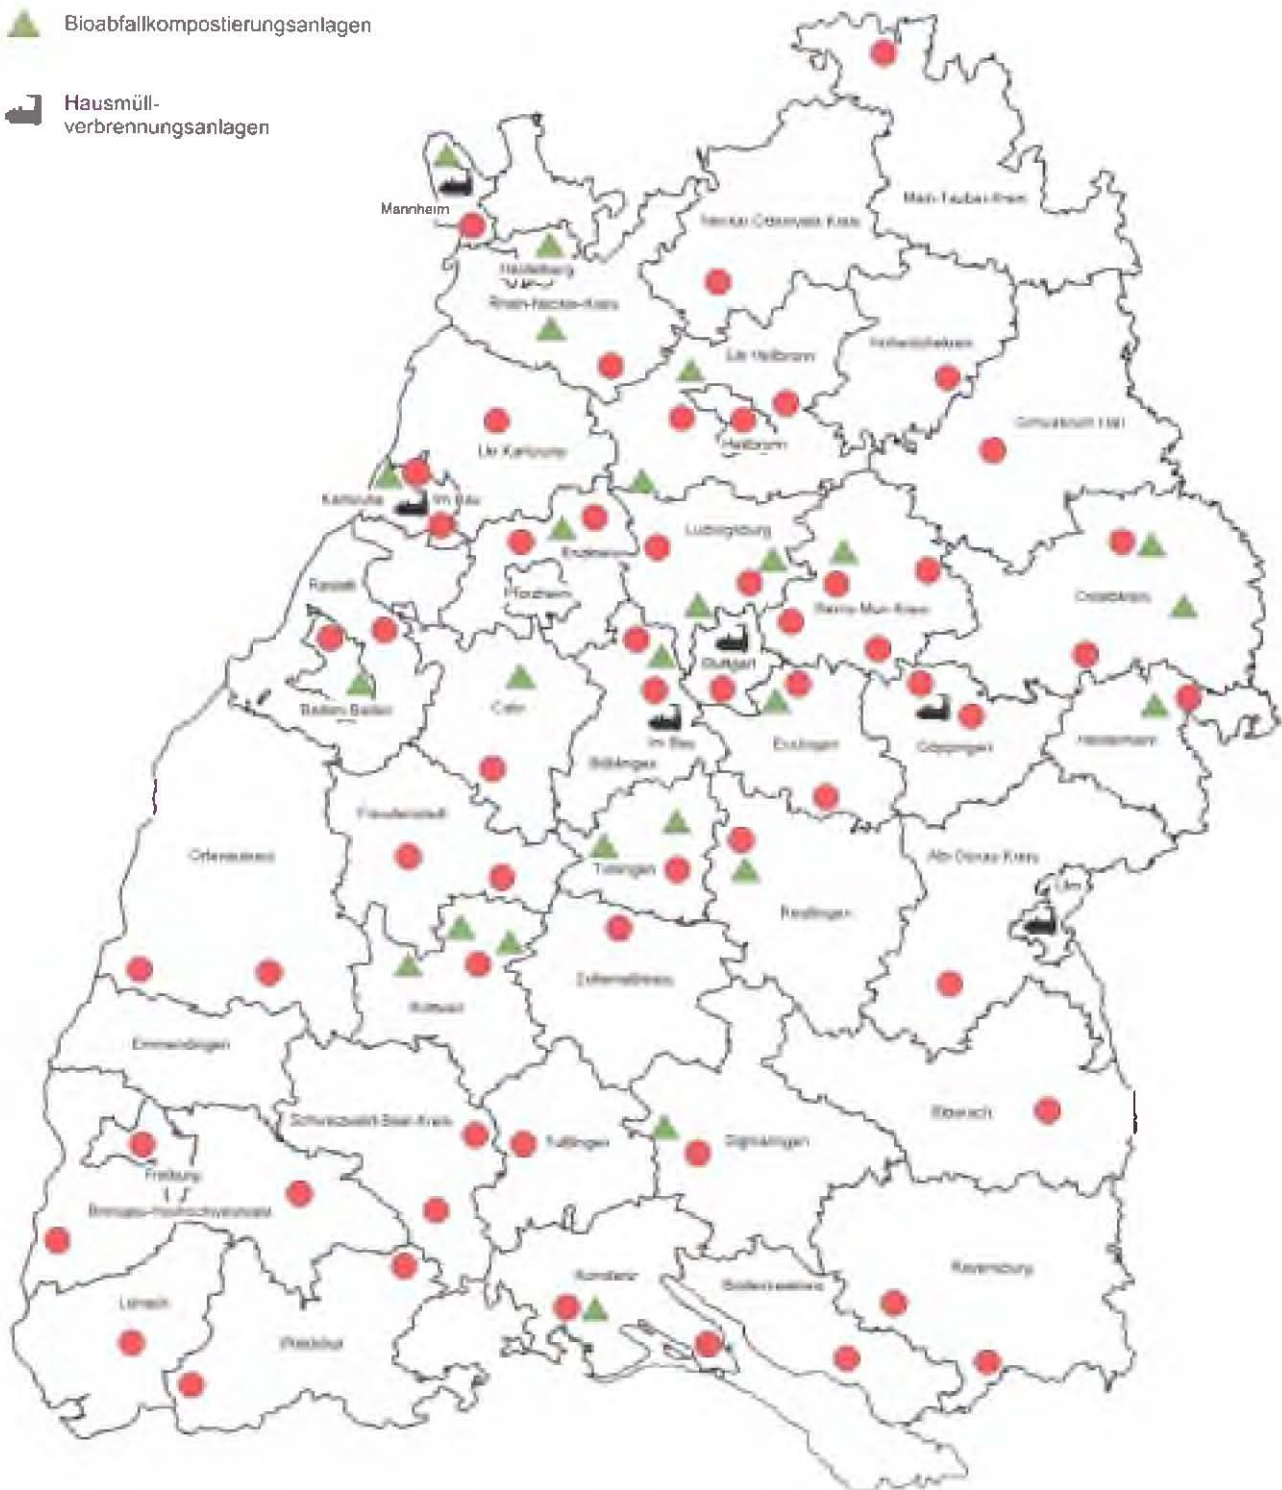 Bioabfallkompostierungsanlagen
Hausmüll-
verbrennungsanlagen
Mannheim
Main-Tauber-Kreis
Neckar-Odenwald-Kreis
Heidelberg
Rhein-Neckar-Kreis
Lkr Heilbronn
Hohenlohekreis
Schwäbisch Hall
Heilbronn
Lkr Karlsruhe
Karlsruhe
Im Bau
Ludwigsburg
Enzkreis
Pforzheim
Rastatt
Rems-Murr-Kreis
Ostalbkreis
Stuttgart
Baden-Baden
Calw
Im Bau
Böblingen
Esslingen
Göppingen
Heidenheim
Freudenstadt
Ortenaukreis
Tübingen
Alb-Donau-Kreis
Ulm
Reutlingen
Zollernalbkreis
Rottweil
Emmendingen
Schwarzwald-Baar-Kreis
Tuttlingen
Sigmaringen
Biberach
Freiburg
Breisgau-Hochschwarzwald
Konstanz
Bodenseekreis
Ravensburg
Lörrach
Waldshut